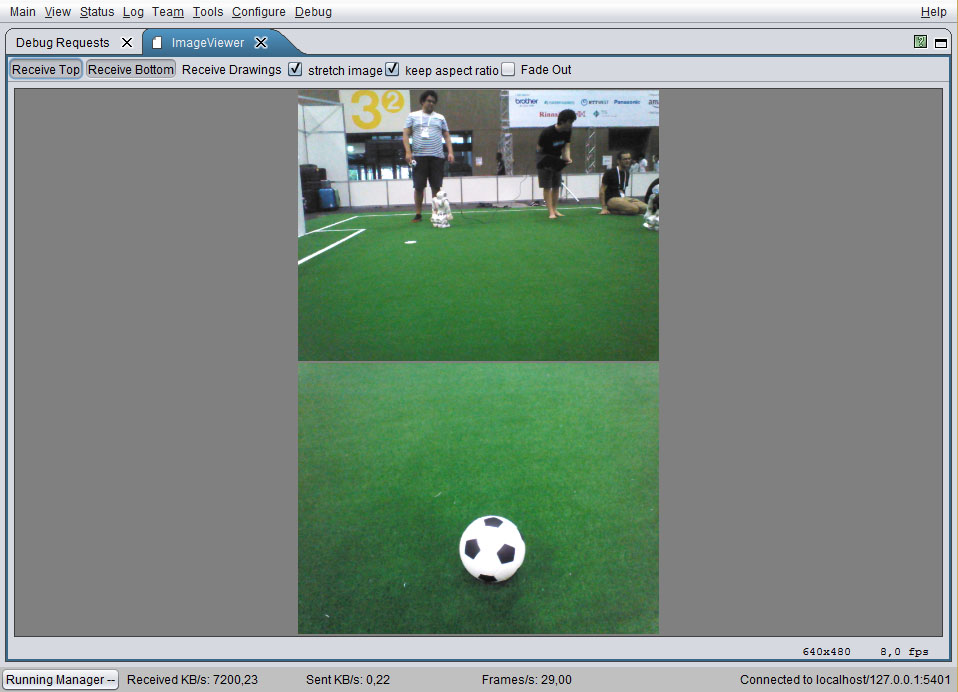 Main View Status Log Team Tools Configure Debug Help
Debug Requests ImageViewer
Receive Top Receive Bottom Receive Drawings stretch image keep aspect ratio Fade Out
3²
brother
Panasonic
640x480 8,0 fps
Running Manager -- Received KB/s: 7200,23 Sent KB/s: 0,22 Frames/s: 29,00 Connected to localhost/127.0.0.1:5401